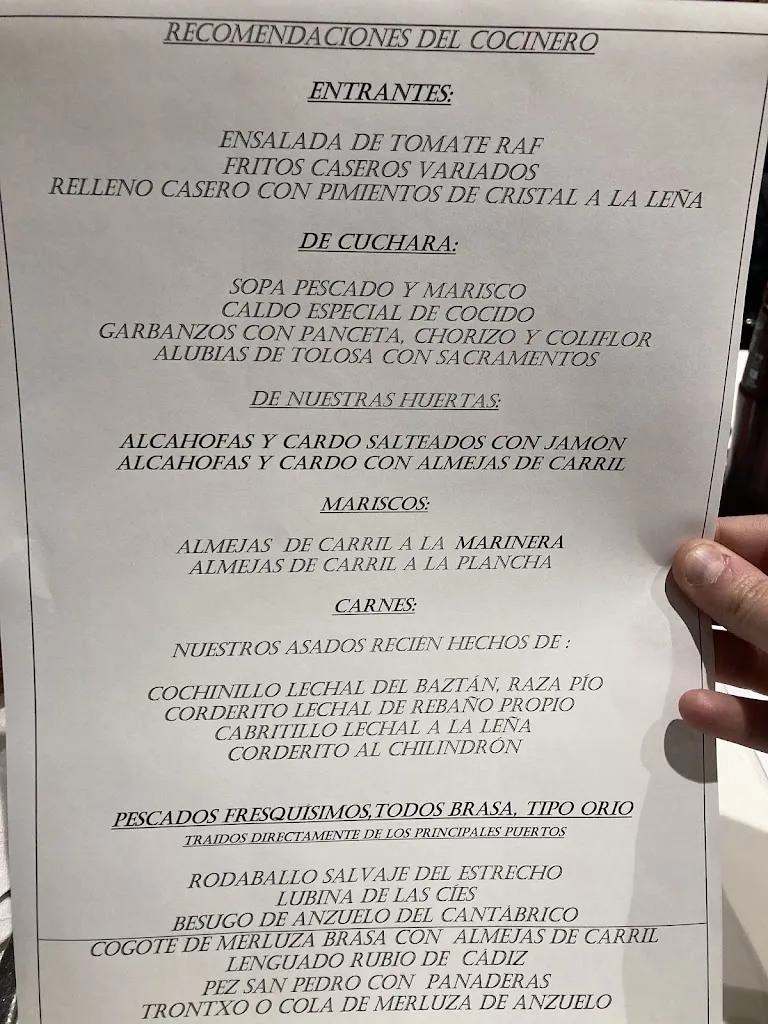 RECOMENDACIONES DEL COCINERO
ENTRANTES:
ENSALADA DE TOMATE RAF
FRITOS CASEROS VARIADOS
RELLENO CASERO CON PIMIENTOS DE CRISTAL A LA LEÑA
DE CUCHARA:
SOPA PESCADO Y MARISCO
CALDO ESPECIAL DE COCIDO
GARBANZOS CON PANCETA, CHORIZO Y COLIFLOR
ALUBIAS DE TOLOSA CON SACRAMENTOS
DE NUESTRAS HUERTAS:
ALCAHOFAS Y CARDO SALTEADOS CON JAMÓN
ALCAHOFAS Y CARDO CON ALMEJAS DE CARRIL
MARISCOS:
ALMEJAS DE CARRIL A LA MARINERA
ALMEJAS DE CARRIL A LA PLANCHA
CARNES:
NUESTROS ASADOS RECIÉN HECHOS DE :
COCHINILLO LECHAL DEL BAZTÁN, RAZA PÍO
CORDERITO LECHAL DE REBAÑO PROPIO
CABRITILLO LECHAL A LA LEÑA
CORDERITO AL CHILINDRÓN
PESCADOS FRESQUÍSIMOS,TODOS BRASA, TIPO ORIO
TRAIDOS DIRECTAMENTE DE LOS PRINCIPALES PUERTOS
RODABALLO SALVAJE DEL ESTRECHO
LUBINA DE LAS CÍES
BESUGO DE ANZUELO DEL CANTÁBRICO
COGOTE DE MERLUZA BRASA CON ALMEJAS DE CARRIL
LENGUADO RUBIO DE CÁDIZ
PEZ SAN PEDRO CON PANADERAS
TRONTXO O COLA DE MERLUZA DE ANZUELO